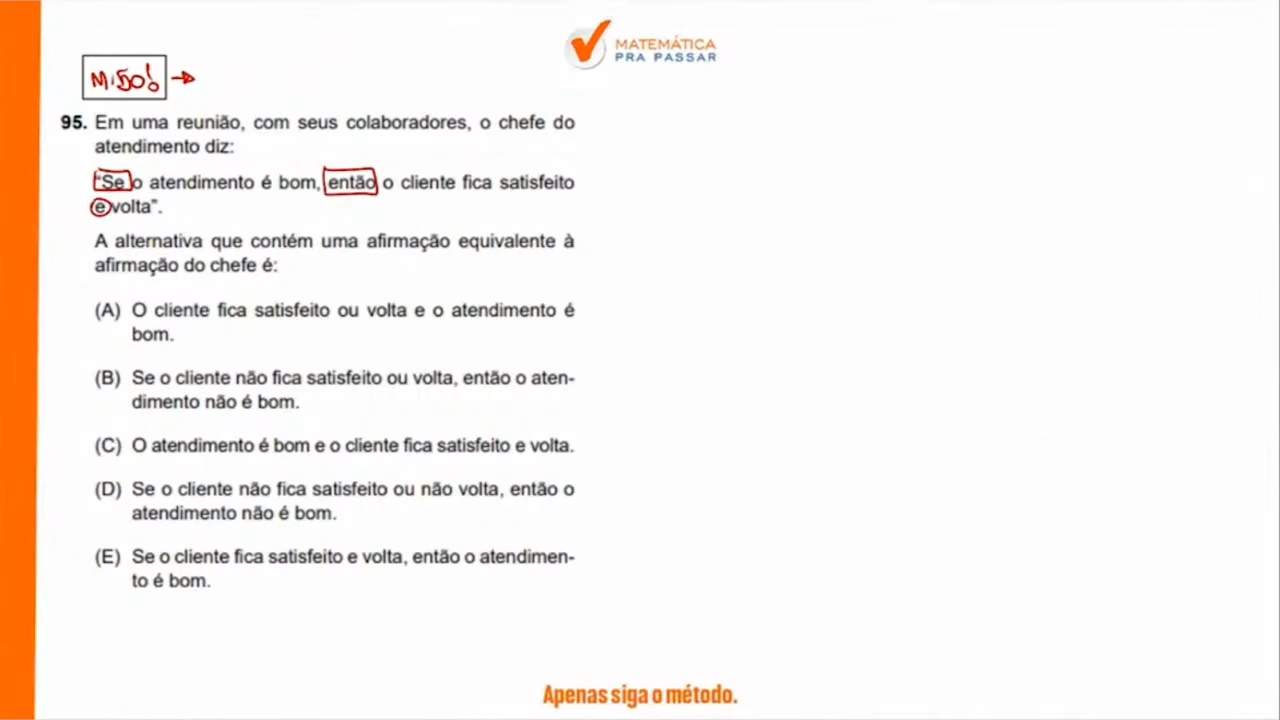 MATEMÁTICA
PRA PASSAR
95. Em uma reunião, com seus colaboradores, o chefe do
atendimento diz:
“Se o atendimento é bom, então o cliente fica satisfeito
e volta”.
A alternativa que contém uma afirmação equivalente à
afirmação do chefe é:
(A) O cliente fica satisfeito ou volta e o atendimento é
bom.
(B) Se o cliente não fica satisfeito ou volta, então o aten-
dimento não é bom.
(C) O atendimento é bom e o cliente fica satisfeito e volta.
(D) Se o cliente não fica satisfeito ou não volta, então o
atendimento não é bom.
(E) Se o cliente fica satisfeito e volta, então o atendimen-
to é bom.
Apenas siga o método.